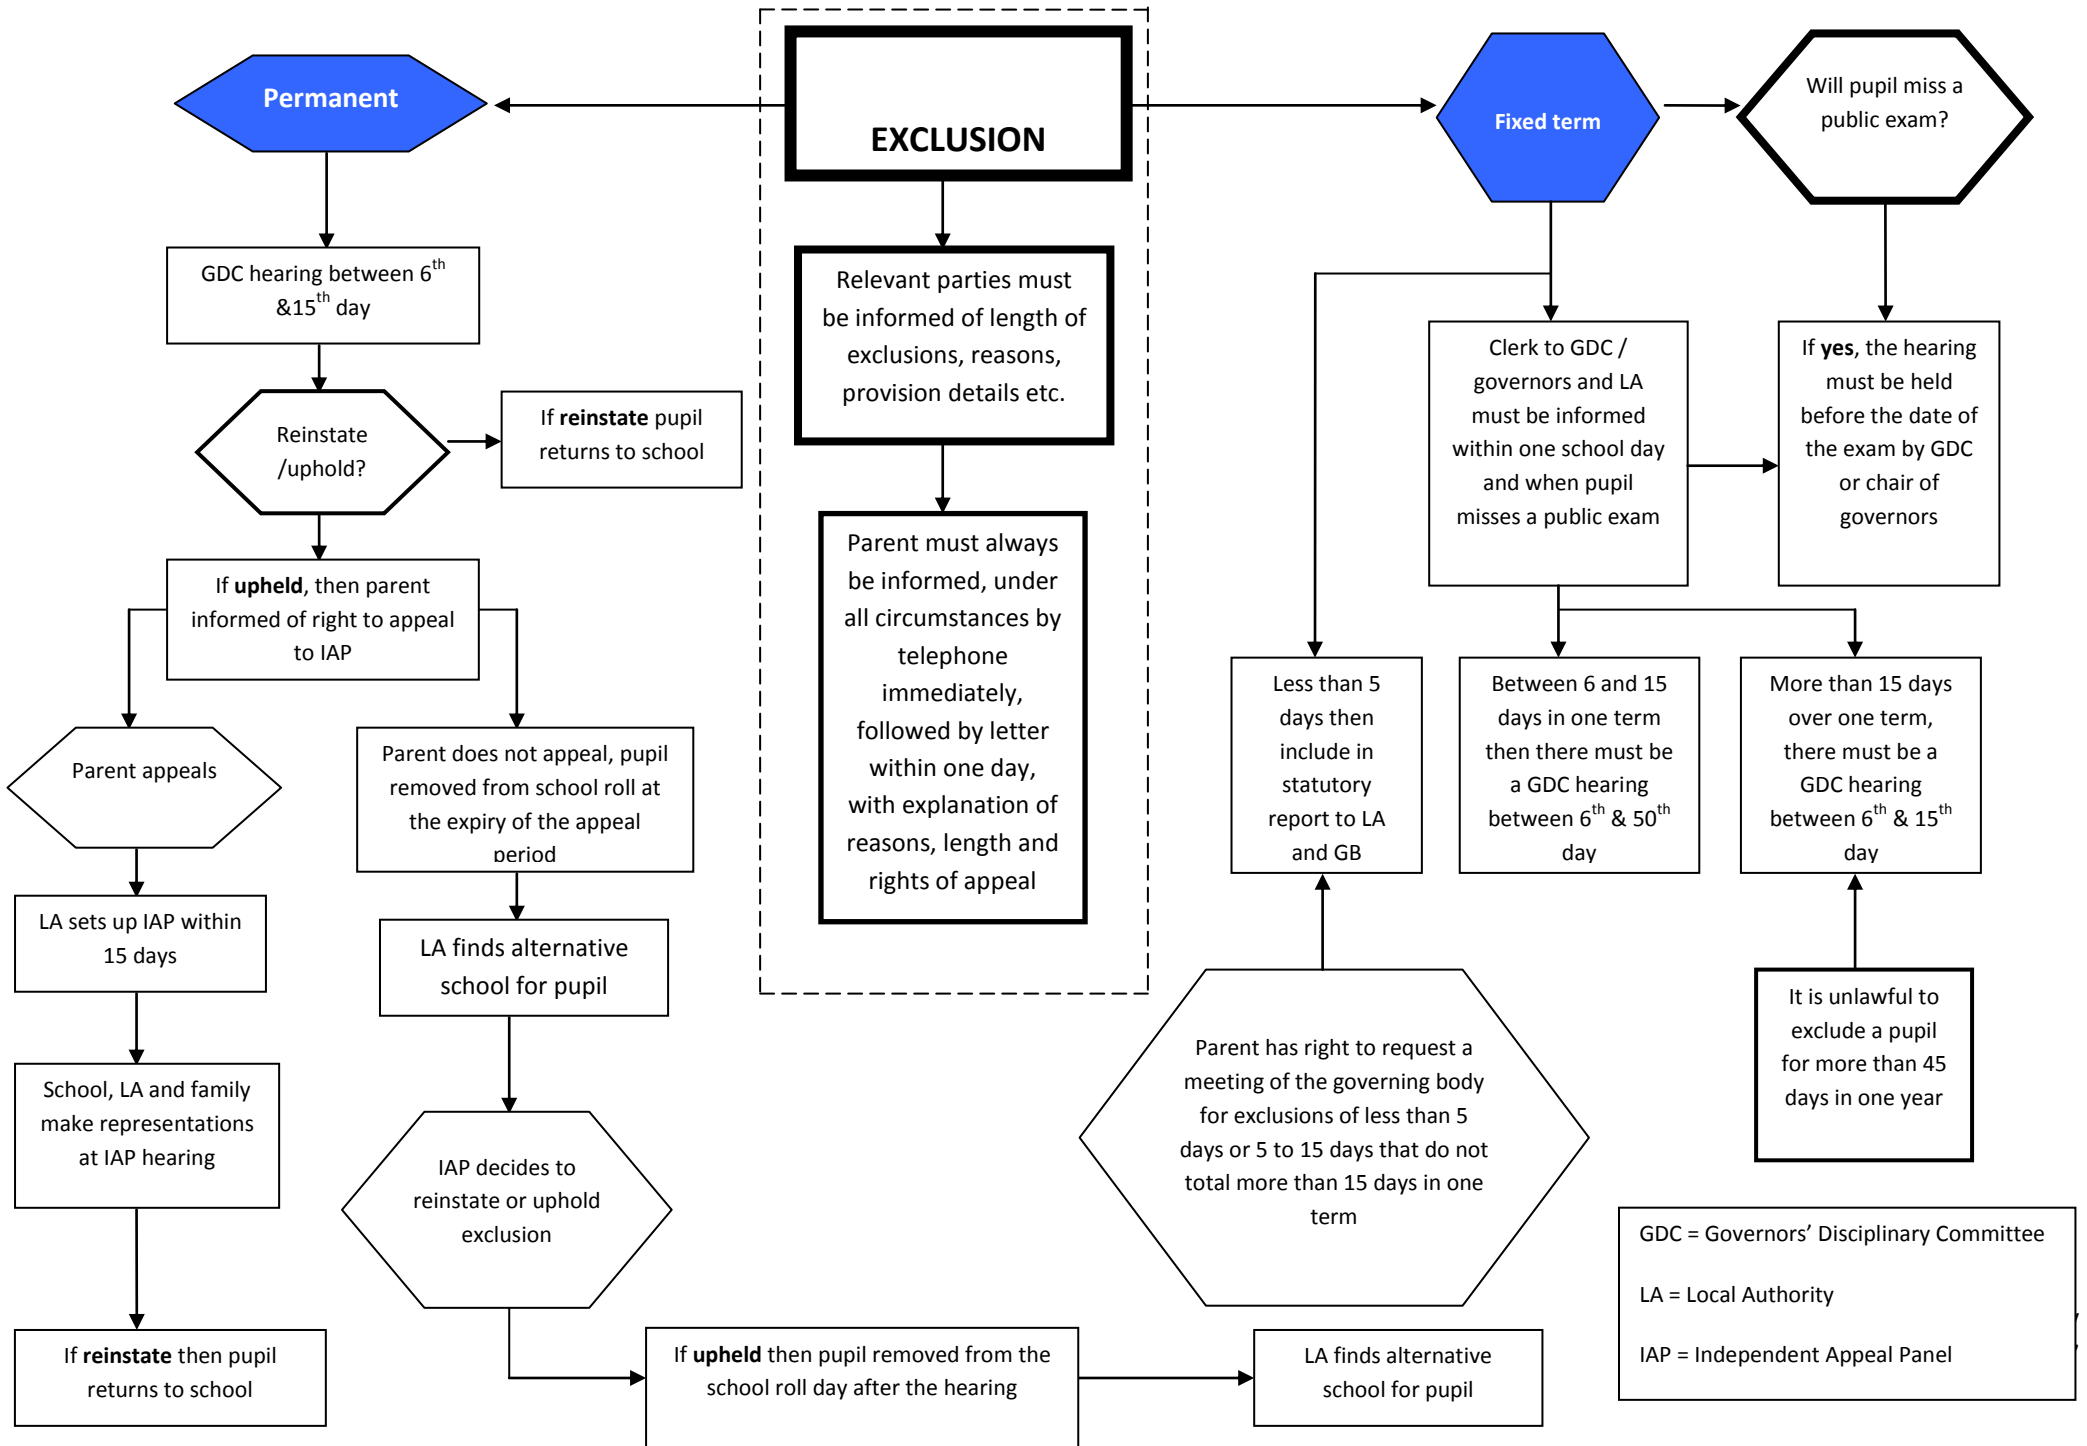 EXCLUSION
Permanent
GDC hearing between 6th
&15th day
Reinstate
/uphold?
If reinstate pupil
returns to school
If upheld, then parent
informed of right to appeal
to IAP
Parent appeals
LA sets up IAP within
15 days
School, LA and family
make representations
at IAP hearing
If reinstate then pupil
returns to school
Parent does not appeal, pupil
removed from school roll at
the expiry of the appeal
period
LA finds alternative
school for pupil
IAP decides to
reinstate or uphold
exclusion
If upheld then pupil removed from the
school roll day after the hearing
LA finds alternative
school for pupil
Relevant parties must
be informed of length of
exclusions, reasons,
provision details etc.
Parent must always
be informed, under
all circumstances by
telephone
immediately,
followed by letter
within one day,
with explanation of
reasons, length and
rights of appeal
Fixed term
Will pupil miss a
public exam?
Clerk to GDC /
governors and LA
must be informed
within one school day
and when pupil
misses a public exam
If yes, the hearing
must be held
before the date of
the exam by GDC
or chair of
governors
Less than 5
days then
include in
statutory
report to LA
and GB
Between 6 and 15
days in one term
then there must be
a GDC hearing
between 6th & 50th
day
More than 15 days
over one term,
there must be a
GDC hearing
between 6th & 15th
day
Parent has right to request a
meeting of the governing body
for exclusions of less than 5
days or 5 to 15 days that do not
total more than 15 days in one
term
It is unlawful to
exclude a pupil
for more than 45
days in one year
GDC = Governors’ Disciplinary Committee
LA = Local Authority
IAP = Independent Appeal Panel